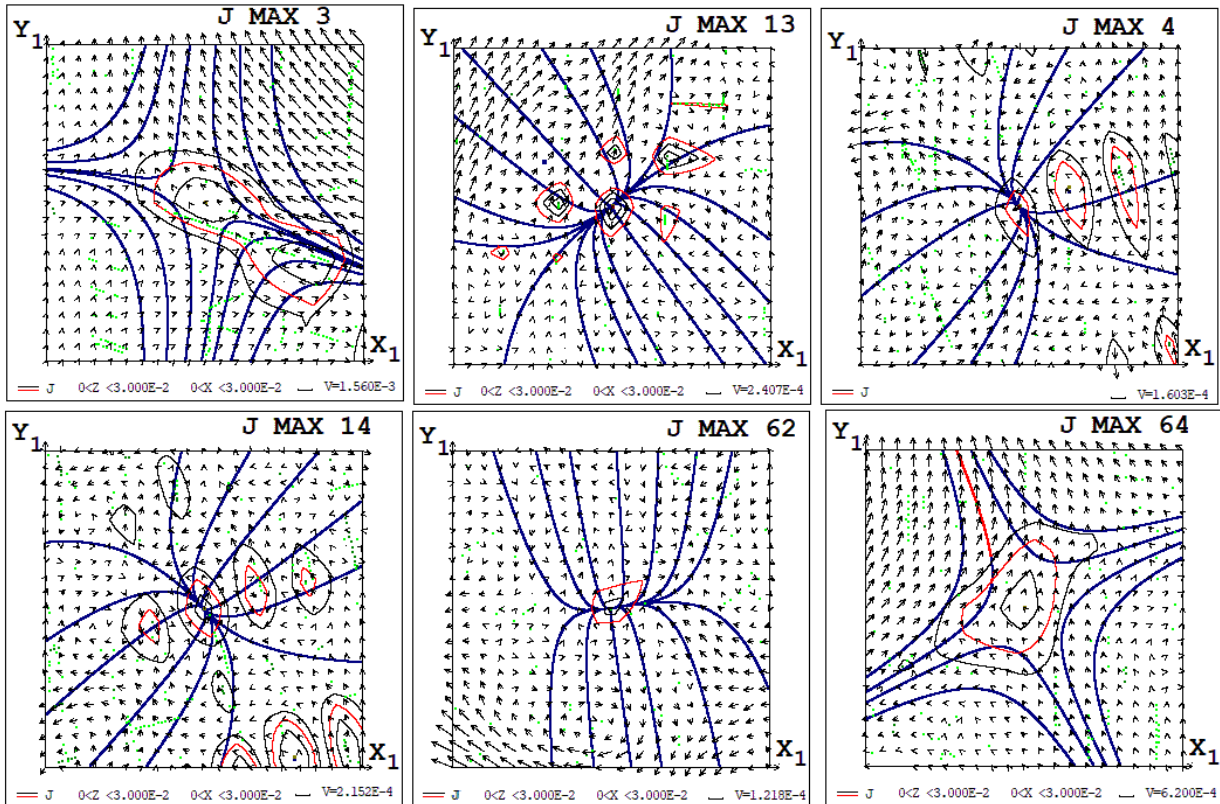 J MAX 3
Y1
X1
J 0<Z <3.000E-2 0<X <3.000E-2 V=1.560E-3
J MAX 13
Y1
X1
J 0<Z <3.000E-2 0<X <3.000E-2 V=2.407E-4
J MAX 4
Y1
X1
J V=1.603E-4
J MAX 14
Y1
X1
J 0<Z <3.000E-2 0<X <3.000E-2 V=2.152E-4
J MAX 62
Y1
X1
J 0<Z <3.000E-2 0<X <3.000E-2 V=1.218E-4
J MAX 64
Y1
X1
J 0<Z <3.000E-2 0<X <3.000E-2 V=6.200E-4